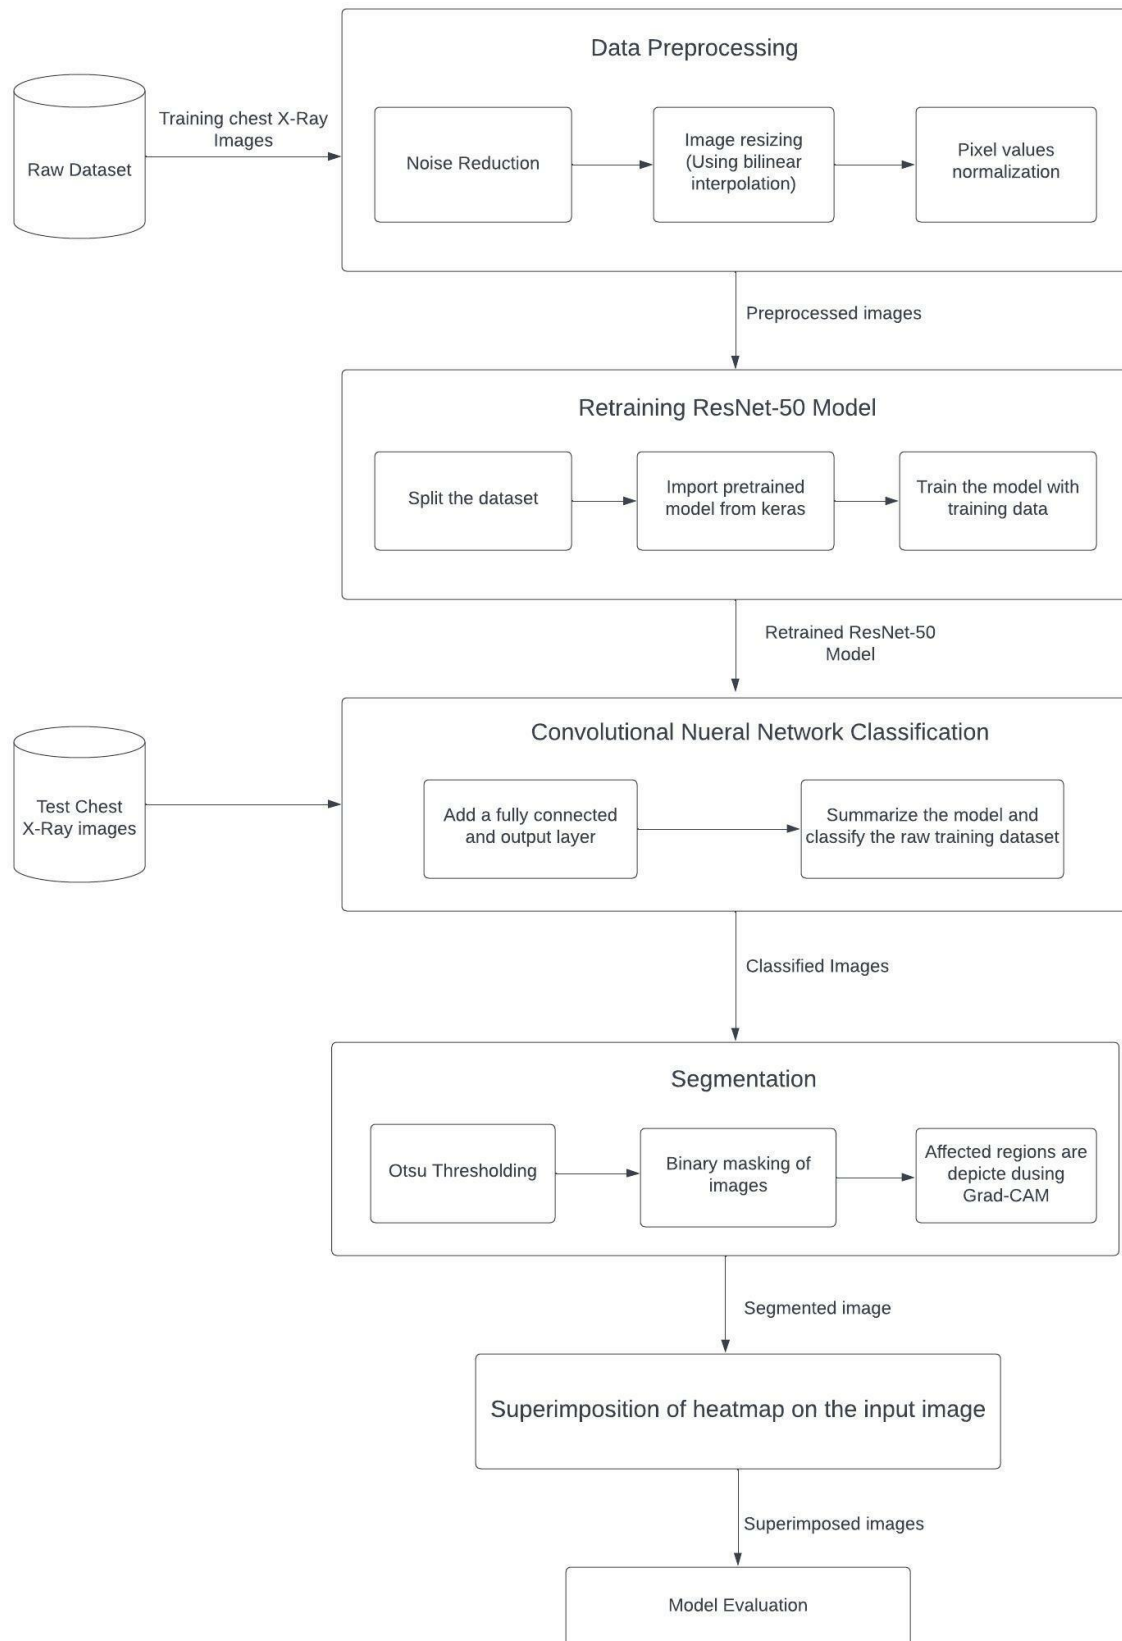 Data Preprocessing
Training chest X-Ray
Images
Raw Dataset
Noise Reduction
Image resizing
(Using bilinear
interpolation)
Pixel values
normalization
Preprocessed images
Retraining ResNet-50 Model
Split the dataset
Import pretrained
model from keras
Train the model with
training data
Retrained ResNet-50
Model
Convolutional Nueral Network Classification
Test Chest
X-Ray images
Add a fully connected
and output layer
Summarize the model and
classify the raw training dataset
Classified Images
Segmentation
Otsu Thresholding
Binary masking of
images
Affected regions are
depicte dusing
Grad-CAM
Segmented image
Superimposition of heatmap on the input image
Superimposed images
Model Evaluation